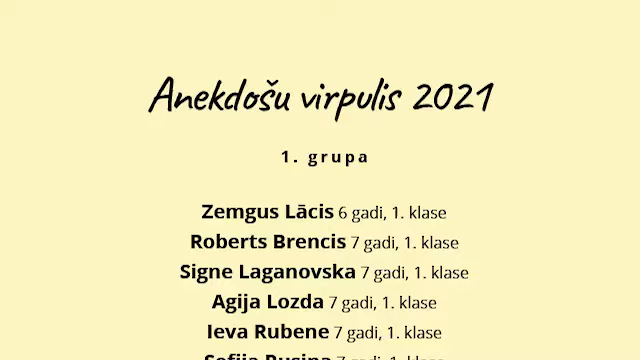 Anekdošu virpulis 2021
1. grupa
Zemgus Lācis 6 gadi, 1. klase
Roberts Brencis 7 gadi, 1. klase
Signe Laganovska 7 gadi, 1. klase
Agija Lozda 7 gadi, 1. klase
Ieva Rubene 7 gadi, 1. klase